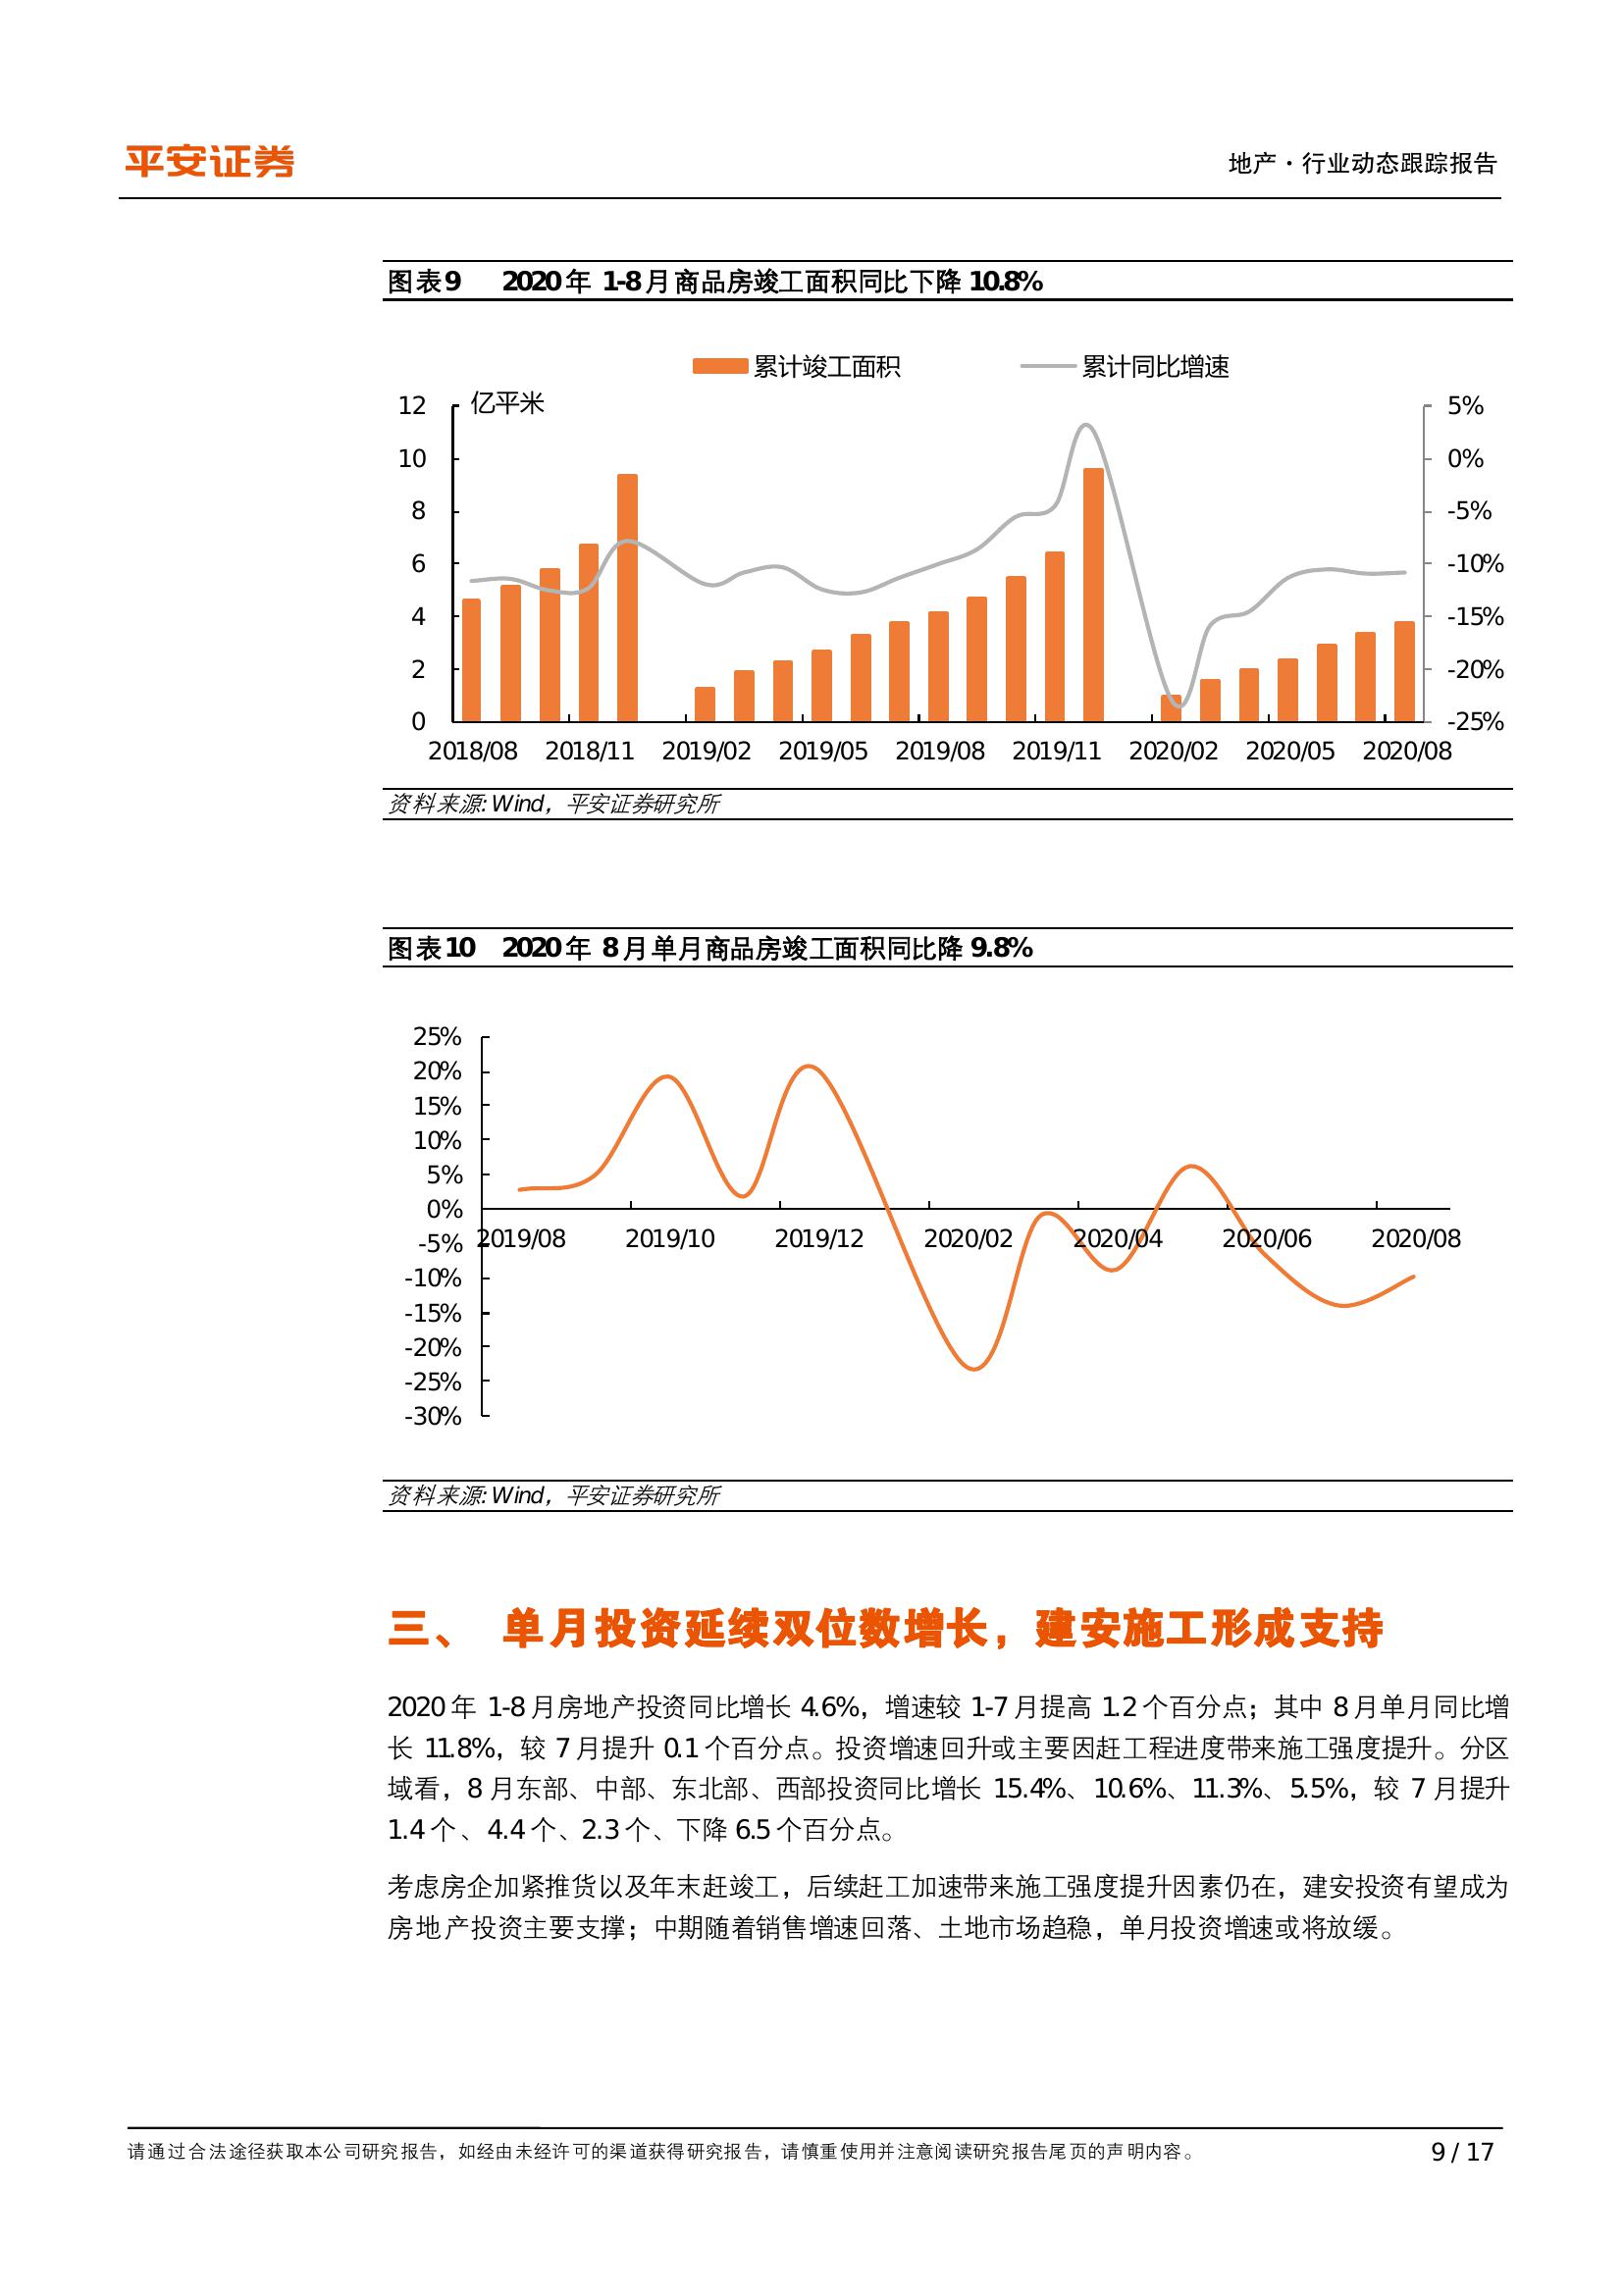 平安证券
地产·行业动态跟踪报告
图表9 2020年 1-8月商品房竣工面积同比下降 10.8%
累计竣工面积 累计同比增速
亿平米
12
10
8
6
4
2
0
5%
0%
-5%
-10%
-15%
-20%
-25%
2018/08 2018/11 2019/02 2019/05 2019/08 2019/11 2020/02 2020/05 2020/08
资料来源: Wind，平安证券研究所
图表10 2020年 8月单月商品房竣工面积同比降 9.8%
25%
20%
15%
10%
5%
0%
-5%
-10%
-15%
-20%
-25%
-30%
2019/08 2019/10 2019/12 2020/02 2020/04 2020/06 2020/08
资料来源: Wind，平安证券研究所
三、 单月投资延续双位数增长，建安施工形成支持
2020年 1-8月房地产投资同比增长 4.6%，增速较 1-7月提高 1.2个百分点；其中 8月单月同比增
长 11.8%，较 7月提升 0.1个百分点。投资增速回升或主要因赶工程进度带来施工强度提升。分区
域看，8月东部、中部、东北部、西部投资同比增长 15.4%、10.6%、11.3%、5.5%，较 7月提升
1.4个、4.4个、2.3个、下降 6.5个百分点。
考虑房企加紧推货以及年末赶竣工，后续赶工加速带来施工强度提升因素仍在，建安投资有望成为
房地产投资主要支撑；中期随着销售增速回落、土地市场趋稳，单月投资增速或将放缓。
请通过合法途径获取本公司研究报告，如经由未经许可的渠道获得研究报告，请慎重使用并注意阅读研究报告尾页的声明内容。
9 / 17